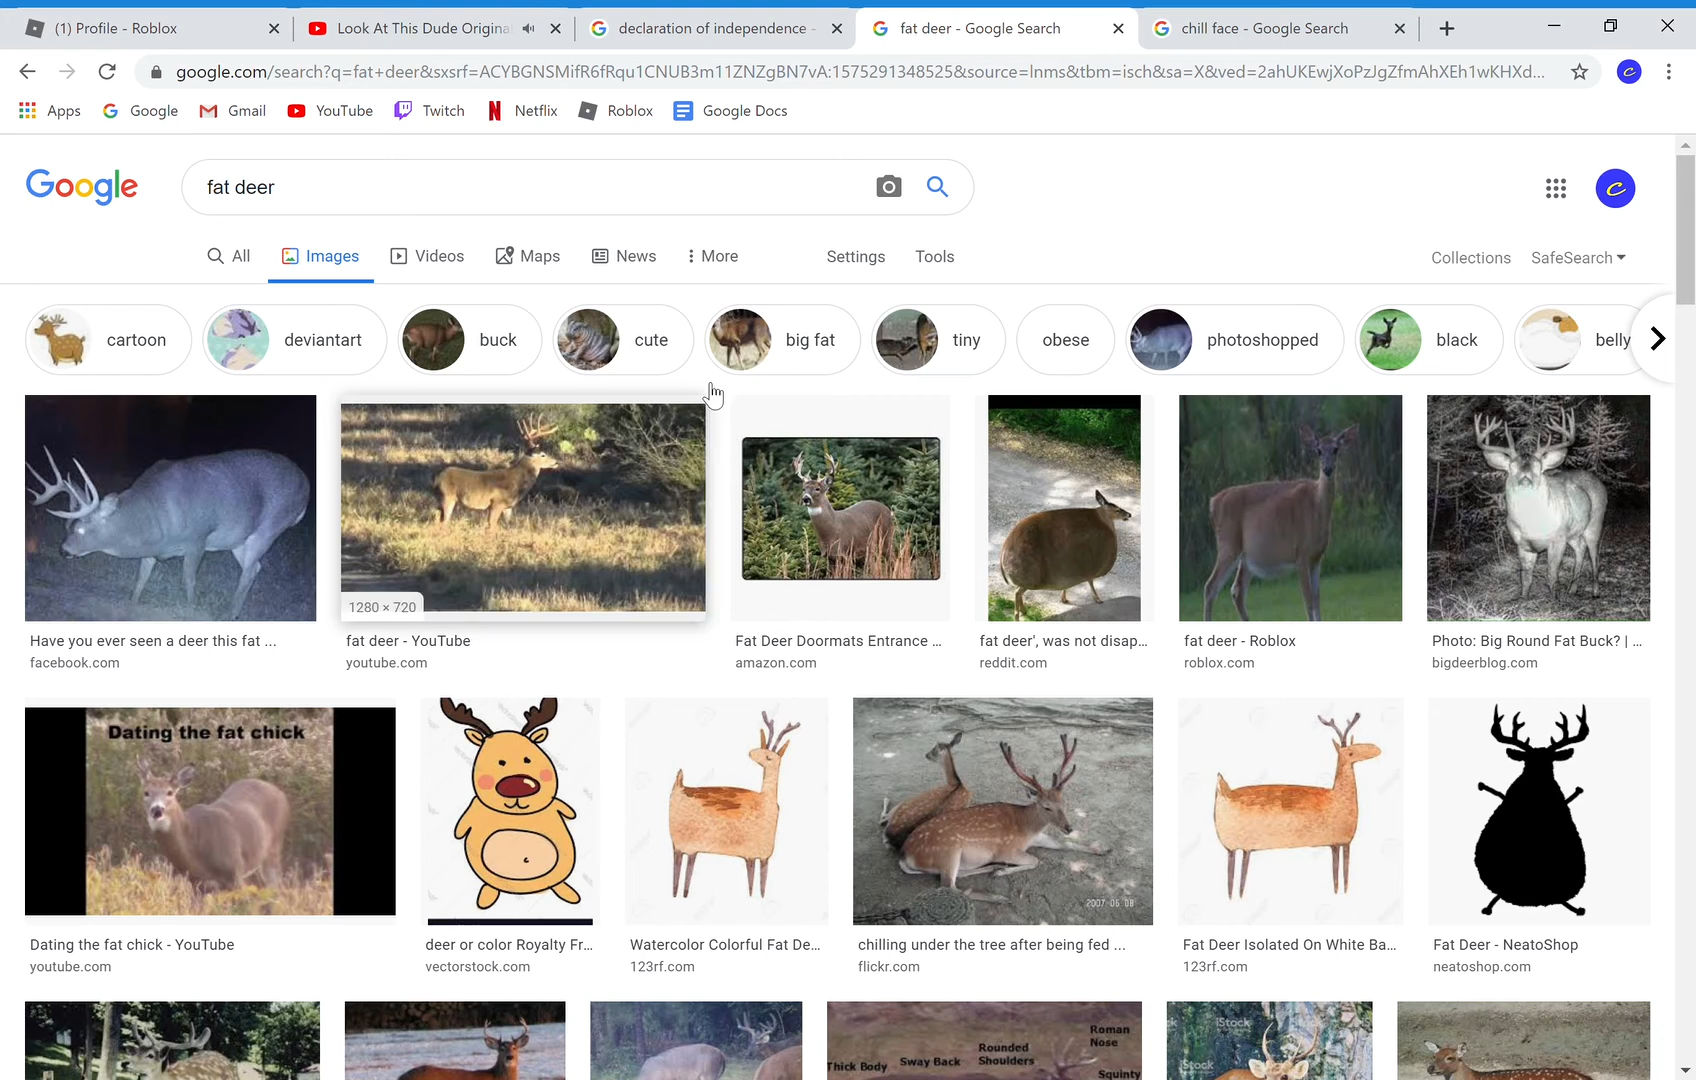 (1) Profile - Roblox
Look At This Dude Origina
declaration of independence -
fat deer - Google Search
chill face - Google Search
google.com/search?q=fat+deer&sxsrf=ACYBGNSMifR6fRqu1CNUB3m11ZNZgBN7vA:1575291348525&source=lnms&tbm=isch&sa=X&ved=2ahUKEwjXoPzJgZfmAhXEh1wKHXd...
Apps Google Gmail YouTube Twitch Netflix Roblox Google Docs
Google
fat deer
All Images Videos Maps News More Settings Tools
Collections SafeSearch
cartoon deviantart buck cute big fat tiny obese photoshopped black belly
1280 × 720
Have you ever seen a deer this fat ...
facebook.com
fat deer - YouTube
youtube.com
Fat Deer Doormats Entrance ...
amazon.com
fat deer', was not disap...
reddit.com
fat deer - Roblox
roblox.com
Photo: Big Round Fat Buck? | ...
bigdeerblog.com
Dating the fat chick
2007 06 08
Dating the fat chick - YouTube
youtube.com
deer or color Royalty Fr...
vectorstock.com
Watercolor Colorful Fat De...
123rf.com
chilling under the tree after being fed ...
flickr.com
Fat Deer Isolated On White Ba...
123rf.com
Fat Deer - NeatoShop
neatoshop.com
Thick Body
Sway Back
Rounded
Shoulders
Roman
Nose
Squinty
iStock
iStock